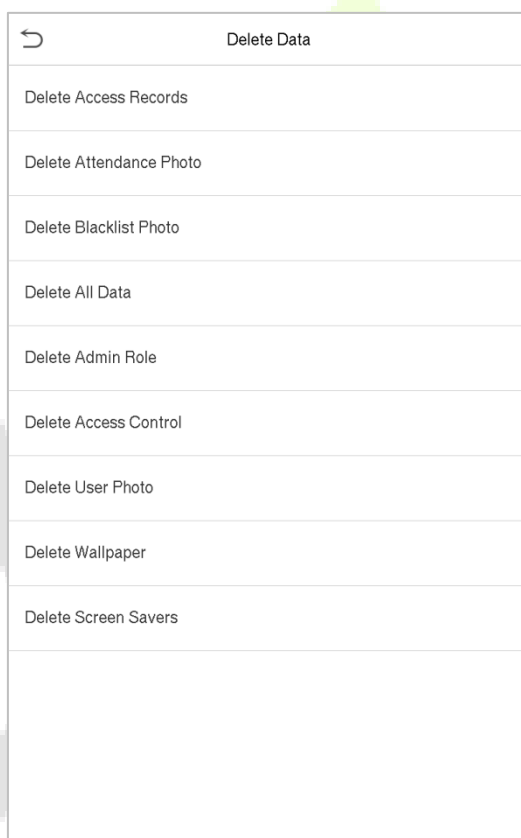 Delete Data
Delete Access Records
Delete Attendance Photo
Delete Blacklist Photo
Delete All Data
Delete Admin Role
Delete Access Control
Delete User Photo
Delete Wallpaper
Delete Screen Savers